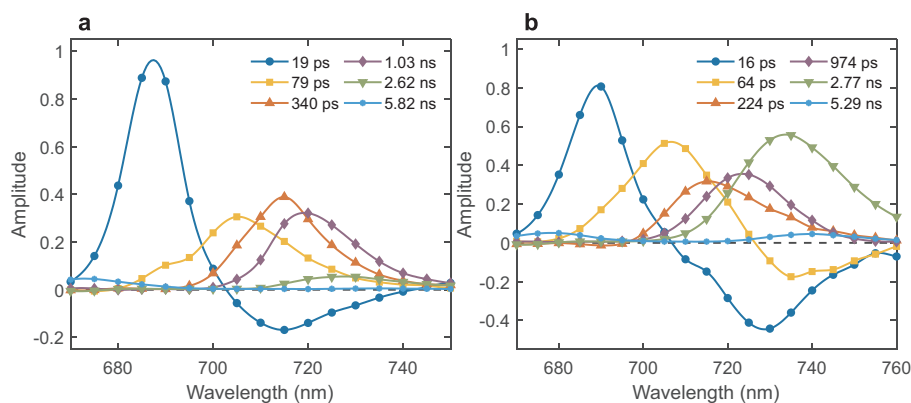 a
1
0.8
0.6
0.4
0.2
0
-0.2
Amplitude
680
700
720
740
Wavelength (nm)
19 ps
79 ps
340 ps
1.03 ns
2.62 ns
5.82 ns
b
1
0.8
0.6
0.4
0.2
0
-0.2
-0.4
Amplitude
680
700
720
740
760
Wavelength (nm)
16 ps
64 ps
224 ps
974 ps
2.77 ns
5.29 ns